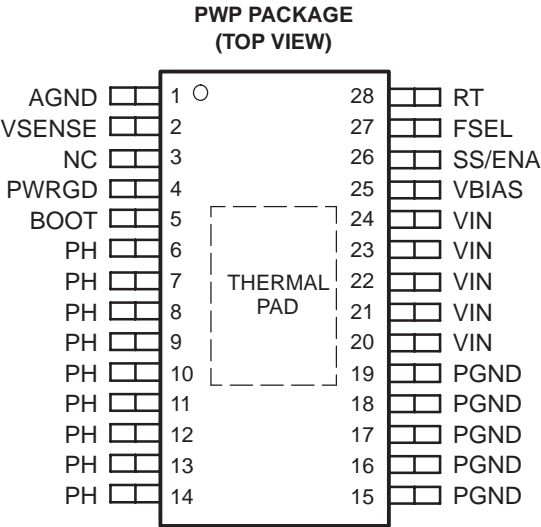 PWP PACKAGE
(TOP VIEW)
AGND 1 28 RT
VSENSE 2 27 FSEL
NC 3 26 SS/ENA
PWRGD 4 25 VBIAS
BOOT 5 24 VIN
PH 6 23 VIN
PH 7 22 VIN
PH 8 21 VIN
PH 9 20 VIN
PH 10 19 PGND
PH 11 18 PGND
PH 12 17 PGND
PH 13 16 PGND
PH 14 15 PGND
THERMAL
PAD